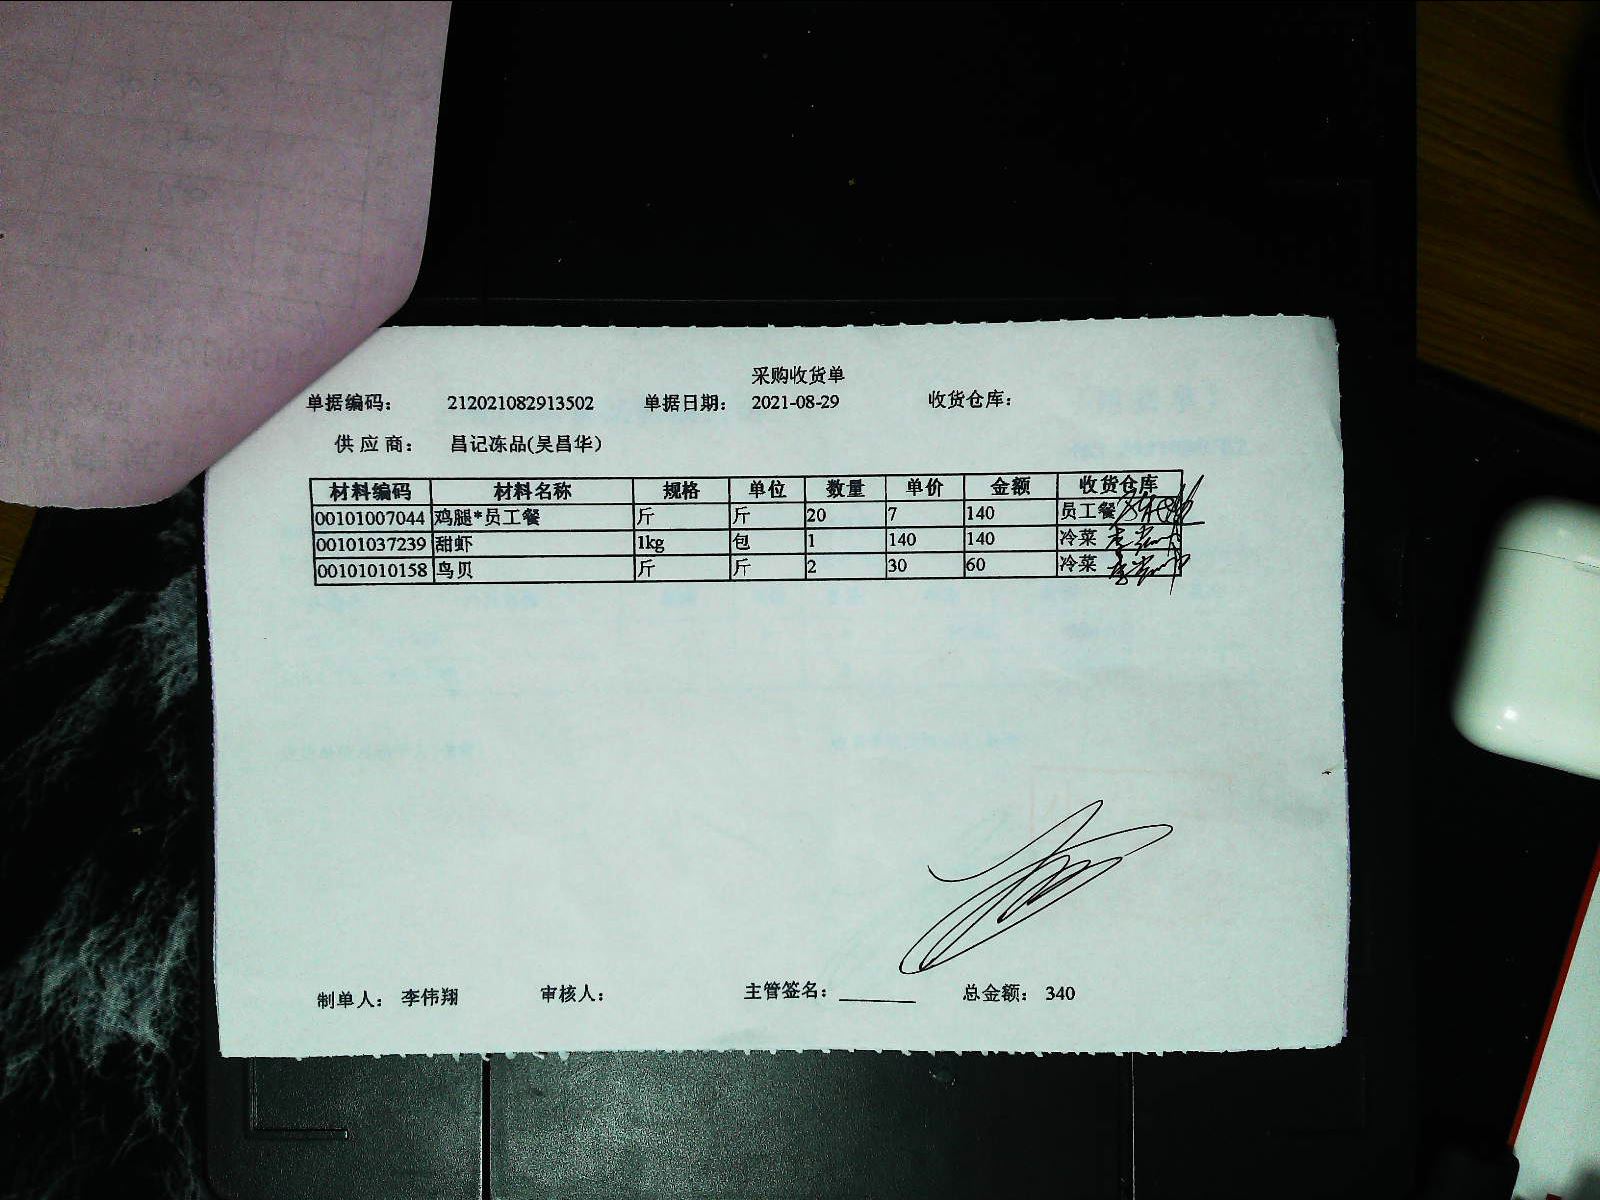 采购收货单
单据编码： 212021082913502 单据日期： 2021-08-29 收货仓库：
供应商： 昌记冻品(吴昌华)
材料编码 材料名称 规格 单位 数量 单价 金额 收货仓库
00101007044 鸡腿*员工餐 斤 斤 20 7 140 员工餐
00101037239 甜虾 1kg 包 1 140 140 冷菜
00101010158 鸟贝 斤 斤 2 30 60 冷菜
制单人： 李伟翔 审核人： 主管签名： 总金额： 340